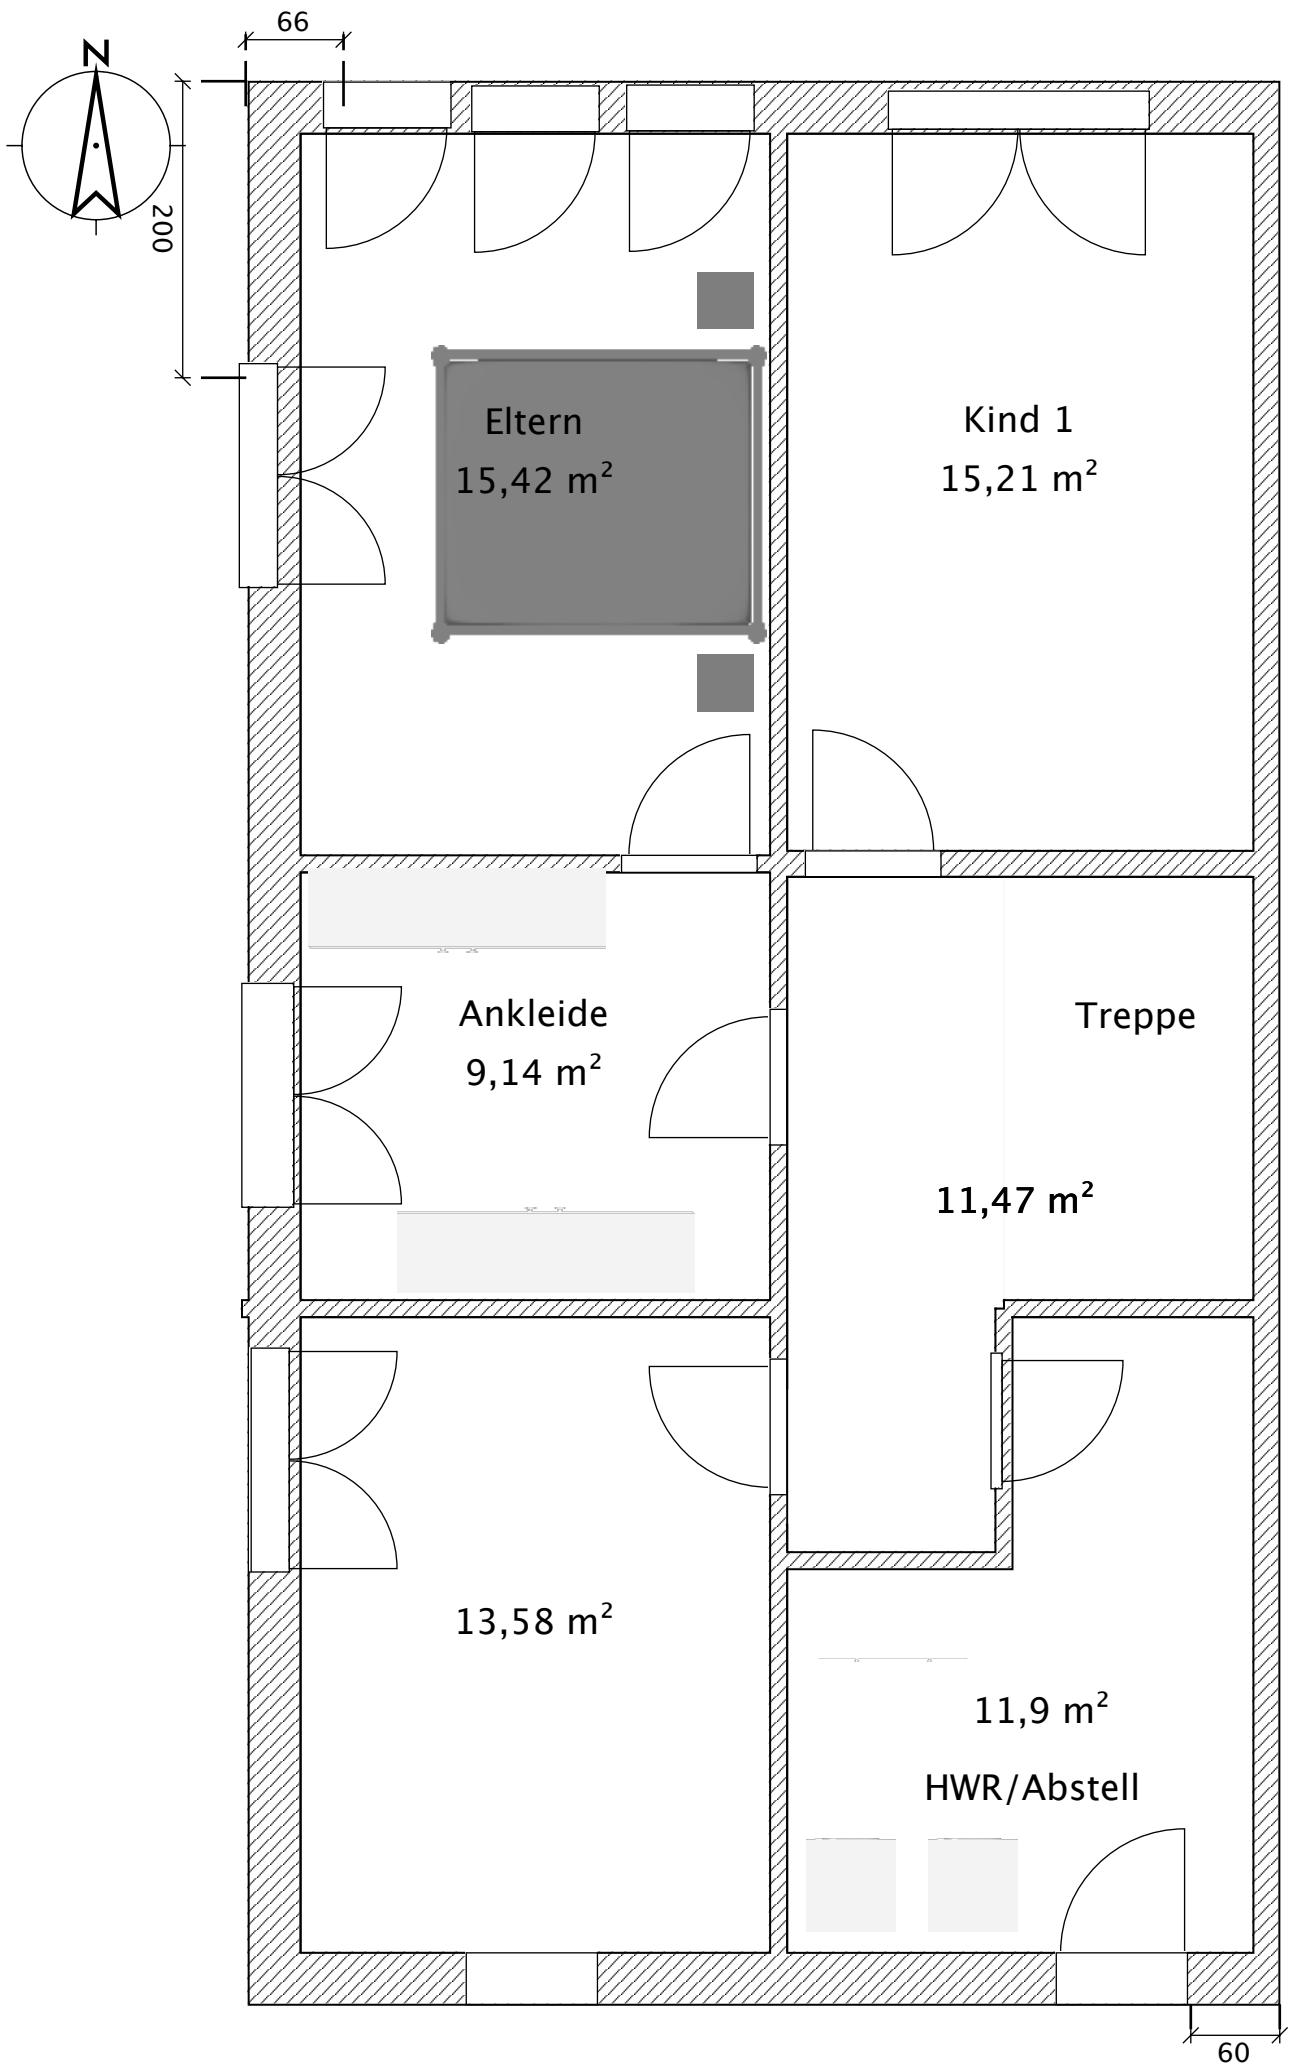 66
N
200
Eltern
15,42 m²
Kind 1
15,21 m²
Ankleide
9,14 m²
Treppe
11,47 m²
13,58 m²
11,9 m²
HWR/Abstell
60